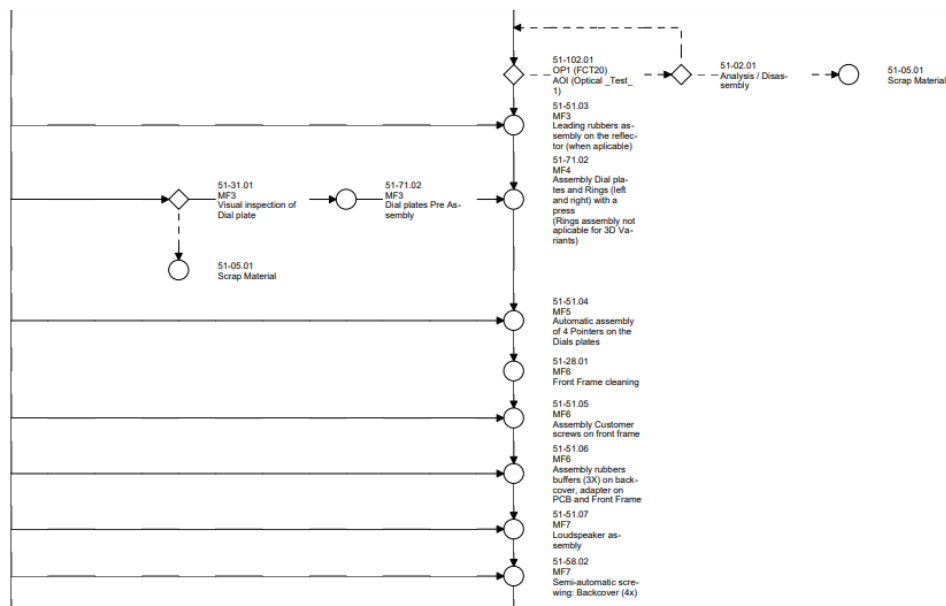 51-102.01
OP1 (FCT20)
AOI (Optical _Test_
1)
51-02.01
Analysis / Disas-
sembly
51-05.01
Scrap Material
51-51.03
MF3
Leading rubbers as-
sembly on the reflec-
tor (when aplicable)
51-31.01
MF3
Visual inspection of
Dial plate
51-71.02
MF3
Dial plates Pre As-
sembly
51-71.02
MF4
Assembly Dial pla-
tes and Rings (left
and right) with a
press
(Rings assembly not
aplicable for 3D Va-
riants)
51-05.01
Scrap Material
51-51.04
MF5
Automatic assembly
of 4 Pointers on the
Dials plates
51-28.01
MF6
Front Frame cleaning
51-51.05
MF6
Assembly Customer
screws on front frame
51-51.06
MF6
Assembly rubbers
buffers (3X) on back-
cover, adapter on
PCB and Front Frame
51-51.07
MF7
Loudspeaker as-
sembly
51-58.02
MF7
Semi-automatic scre-
wing: Backcover (4x)